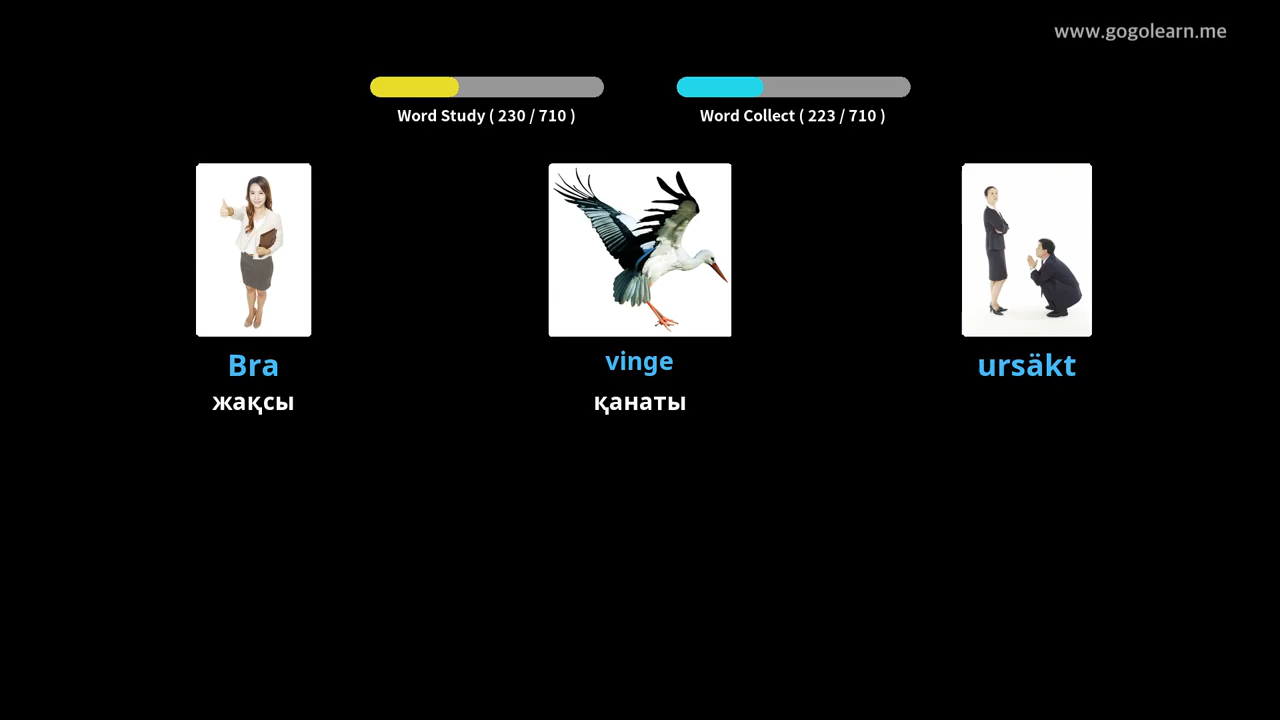 www.gogolearn.me
Word Study ( 230 / 710 )
Word Collect ( 223 / 710 )
Bra
vinge
ursäkt
жақсы
қанаты